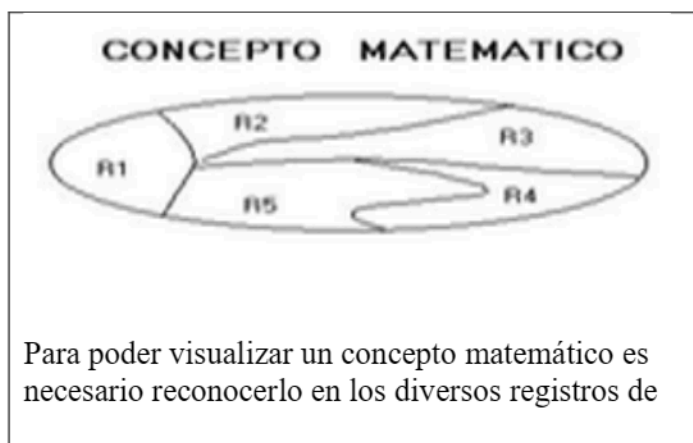 CONCEPTO MATEMATICO
R2
R3
R1
R4
R5
Para poder visualizar un concepto matemático es
necesario reconocerlo en los diversos registros de